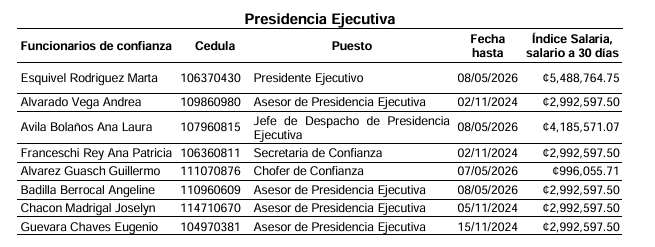 Presidencia Ejecutiva
Funcionarios de confianza Cedula Puesto Fecha hasta Índice Salaria, salario a 30 días
Esquivel Rodriguez Marta 106370430 Presidente Ejecutivo 08/05/2026 ¢5,488,764.75
Alvarado Vega Andrea 109860980 Asesor de Presidencia Ejecutiva 02/11/2024 ¢2,992,597.50
Avila Bolaños Ana Laura 107960815 Jefe de Despacho de Presidencia Ejecutiva 08/05/2026 ¢4,185,571.07
Franceschi Rey Ana Patricia 106360811 Secretaria de Confianza 02/11/2024 ¢2,992,597.50
Alvarez Guasch Guillermo 111070876 Chofer de Confianza 07/05/2026 ¢996,055.71
Badilla Berrocal Angeline 110960609 Asesor de Presidencia Ejecutiva 08/05/2026 ¢2,992,597.50
Chacon Madrigal Joselyn 114710670 Asesor de Presidencia Ejecutiva 05/11/2024 ¢2,992,597.50
Guevara Chaves Eugenio 104970381 Asesor de Presidencia Ejecutiva 15/11/2024 ¢2,992,597.50